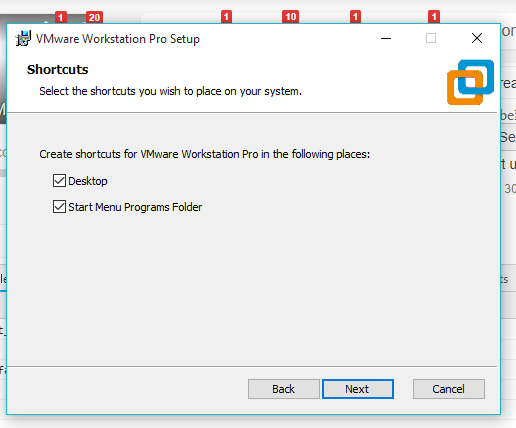 1 20 1 10 1 1
VMware Workstation Pro Setup
Shortcuts
Select the shortcuts you wish to place on your system.
Create shortcuts for VMware Workstation Pro in the following places:
Desktop
Start Menu Programs Folder
Back Next Cancel